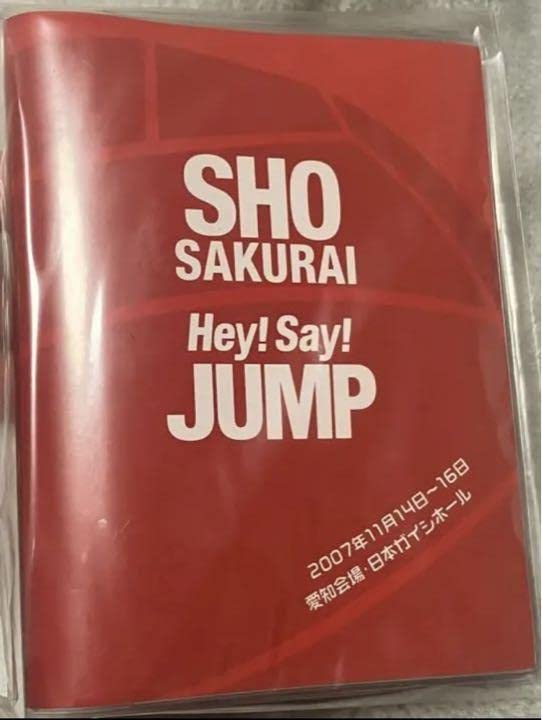 SHO
SAKURAI
Hey! Say!
JUMP
2007年11月14日~16日
愛知会場・日本ガイシホール